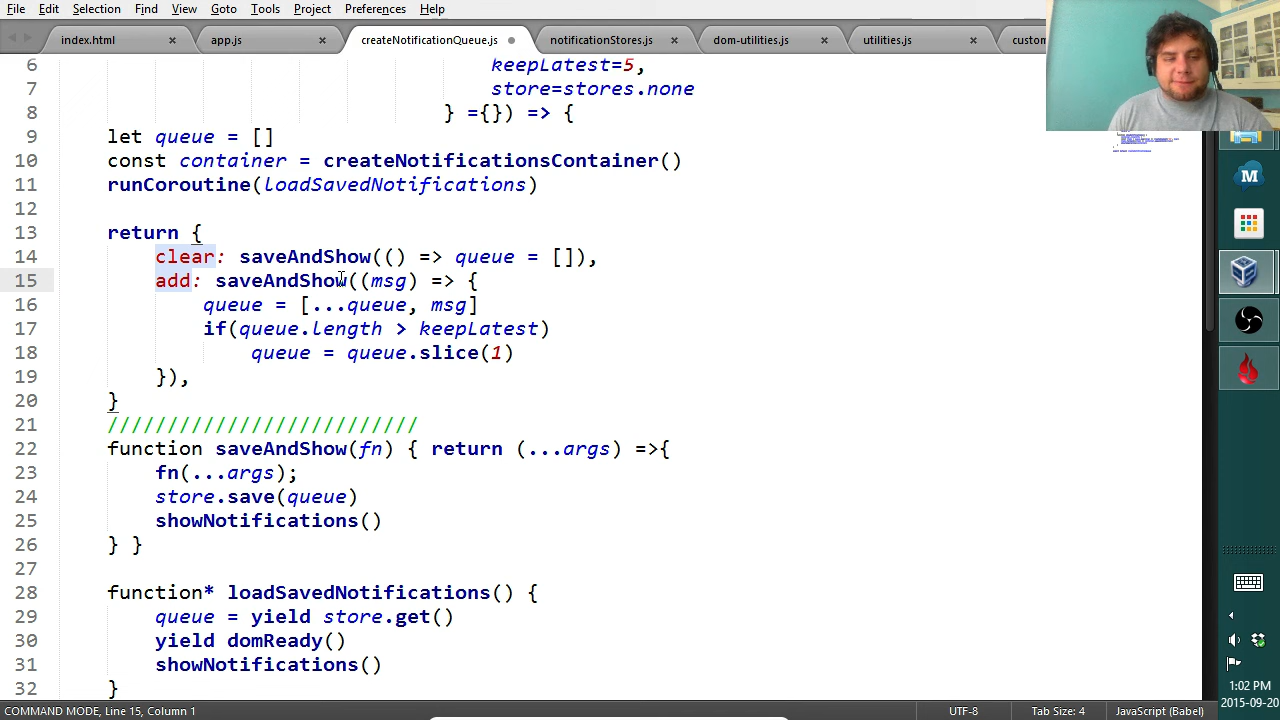 File Edit Selection Find View Goto Tools Project Preferences Help
index.html app.js createNotificationQueue.js notificationStores.js dom-utilities.js utilities.js custom
6 keepLatest=5,
7 store=stores.none
8 } ={}) => {
9 let queue = []
10 const container = createNotificationsContainer()
11 runCoroutine(loadSavedNotifications)
12
13 return {
14 clear: saveAndShow(() => queue = []),
15 add: saveAndShow((msg) => {
16 queue = [...queue, msg]
17 if(queue.length > keepLatest)
18 queue = queue.slice(1)
19 }),
20 }
21 //////////////////////////
22 function saveAndShow(fn) { return (...args) =>{
23 fn(...args);
24 store.save(queue)
25 showNotifications()
26 } }
27
28 function* loadSavedNotifications() {
29 queue = yield store.get()
30 yield domReady()
31 showNotifications()
32 }
M
1:02 PM
2015-09-20
COMMAND MODE, Line 15, Column 1 UTF-8 Tab Size: 4 JavaScript (Babel)